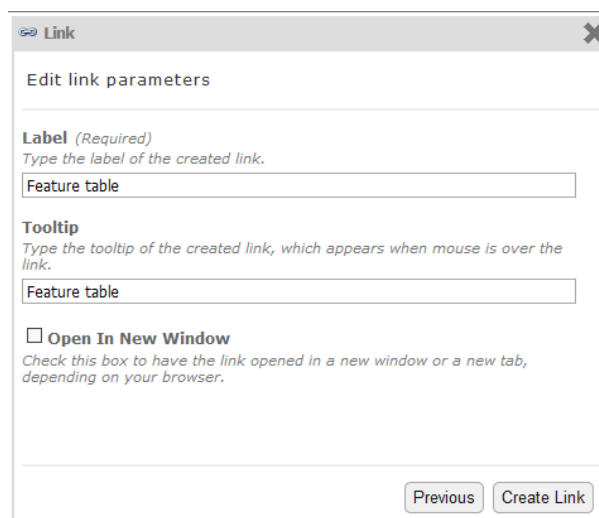 Link
Edit link parameters
Label (Required)
Type the label of the created link.
Feature table
Tooltip
Type the tooltip of the created link, which appears when mouse is over the
link.
Feature table
Open In New Window
Check this box to have the link opened in a new window or a new tab,
depending on your browser.
Previous Create Link